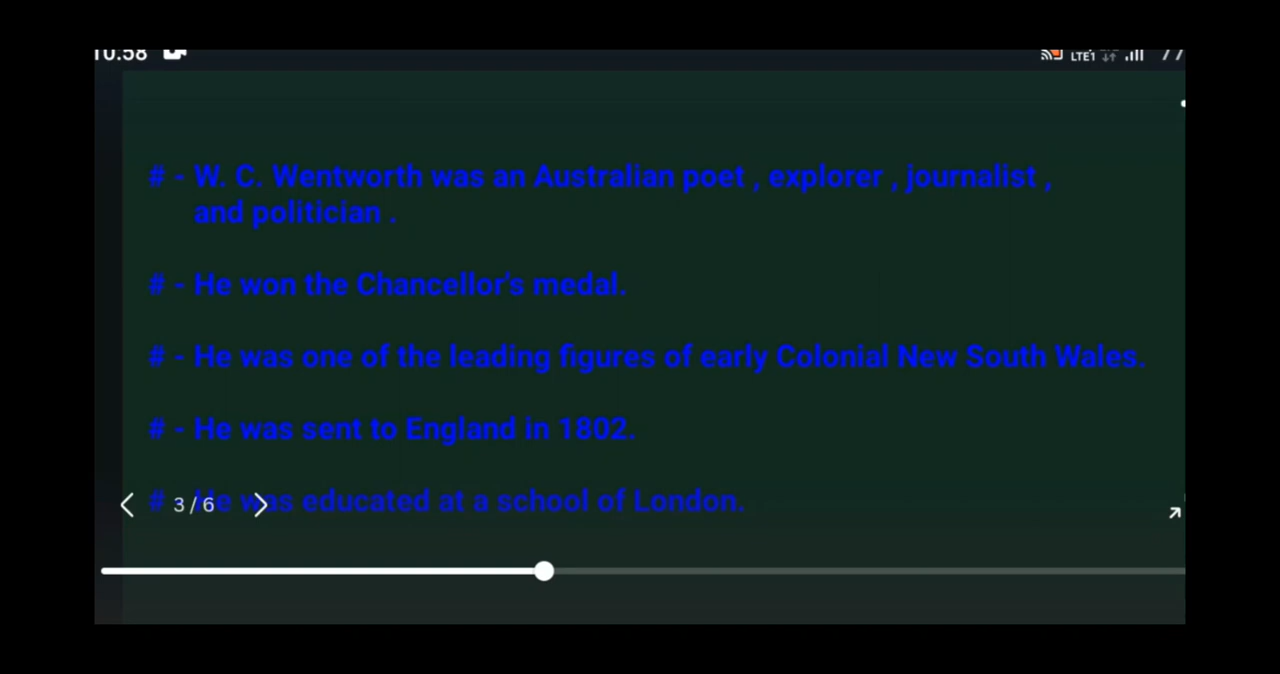 10:58
LTE1
# - W. C. Wentworth was an Australian poet , explorer , journalist ,
and politician .
# - He won the Chancellor's medal.
# - He was one of the leading figures of early Colonial New South Wales.
# - He was sent to England in 1802.
# - He was educated at a school of London.
3 / 6